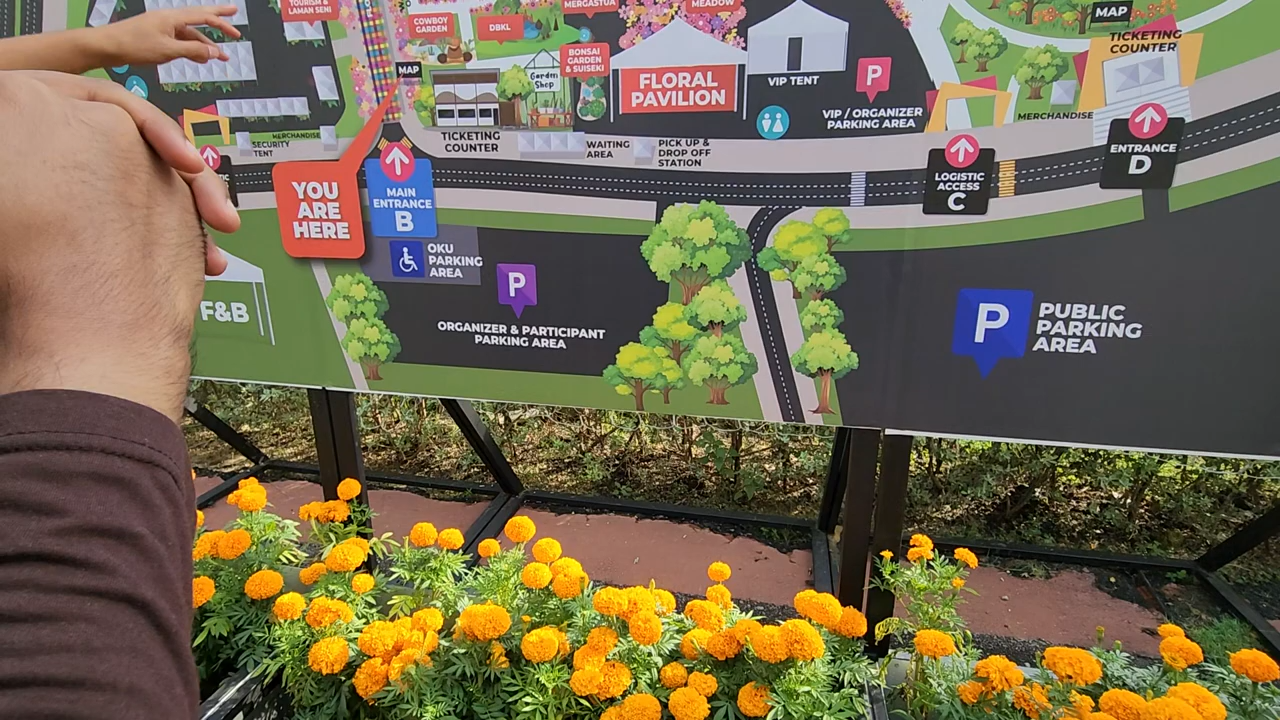 TOURISM &
LAMAN SENI
COWBOY
GARDEN
DBKL
MERGASTUA
MEADOW
BONSAI
GARDEN
& SUISEKI
MAP
Garden
Shop
FLORAL
PAVILION
VIP TENT
P
VIP / ORGANIZER
PARKING AREA
MAP
TICKETING
COUNTER
MERCHANDISE
MERCHANDISE
SECURITY
TENT
TICKETING
COUNTER
WAITING
AREA
PICK UP &
DROP OFF
STATION
YOU
ARE
HERE
MAIN
ENTRANCE
B
LOGISTIC
ACCESS
C
ENTRANCE
D
OKU
PARKING
AREA
F&B
P
ORGANIZER & PARTICIPANT
PARKING AREA
P
PUBLIC
PARKING
AREA